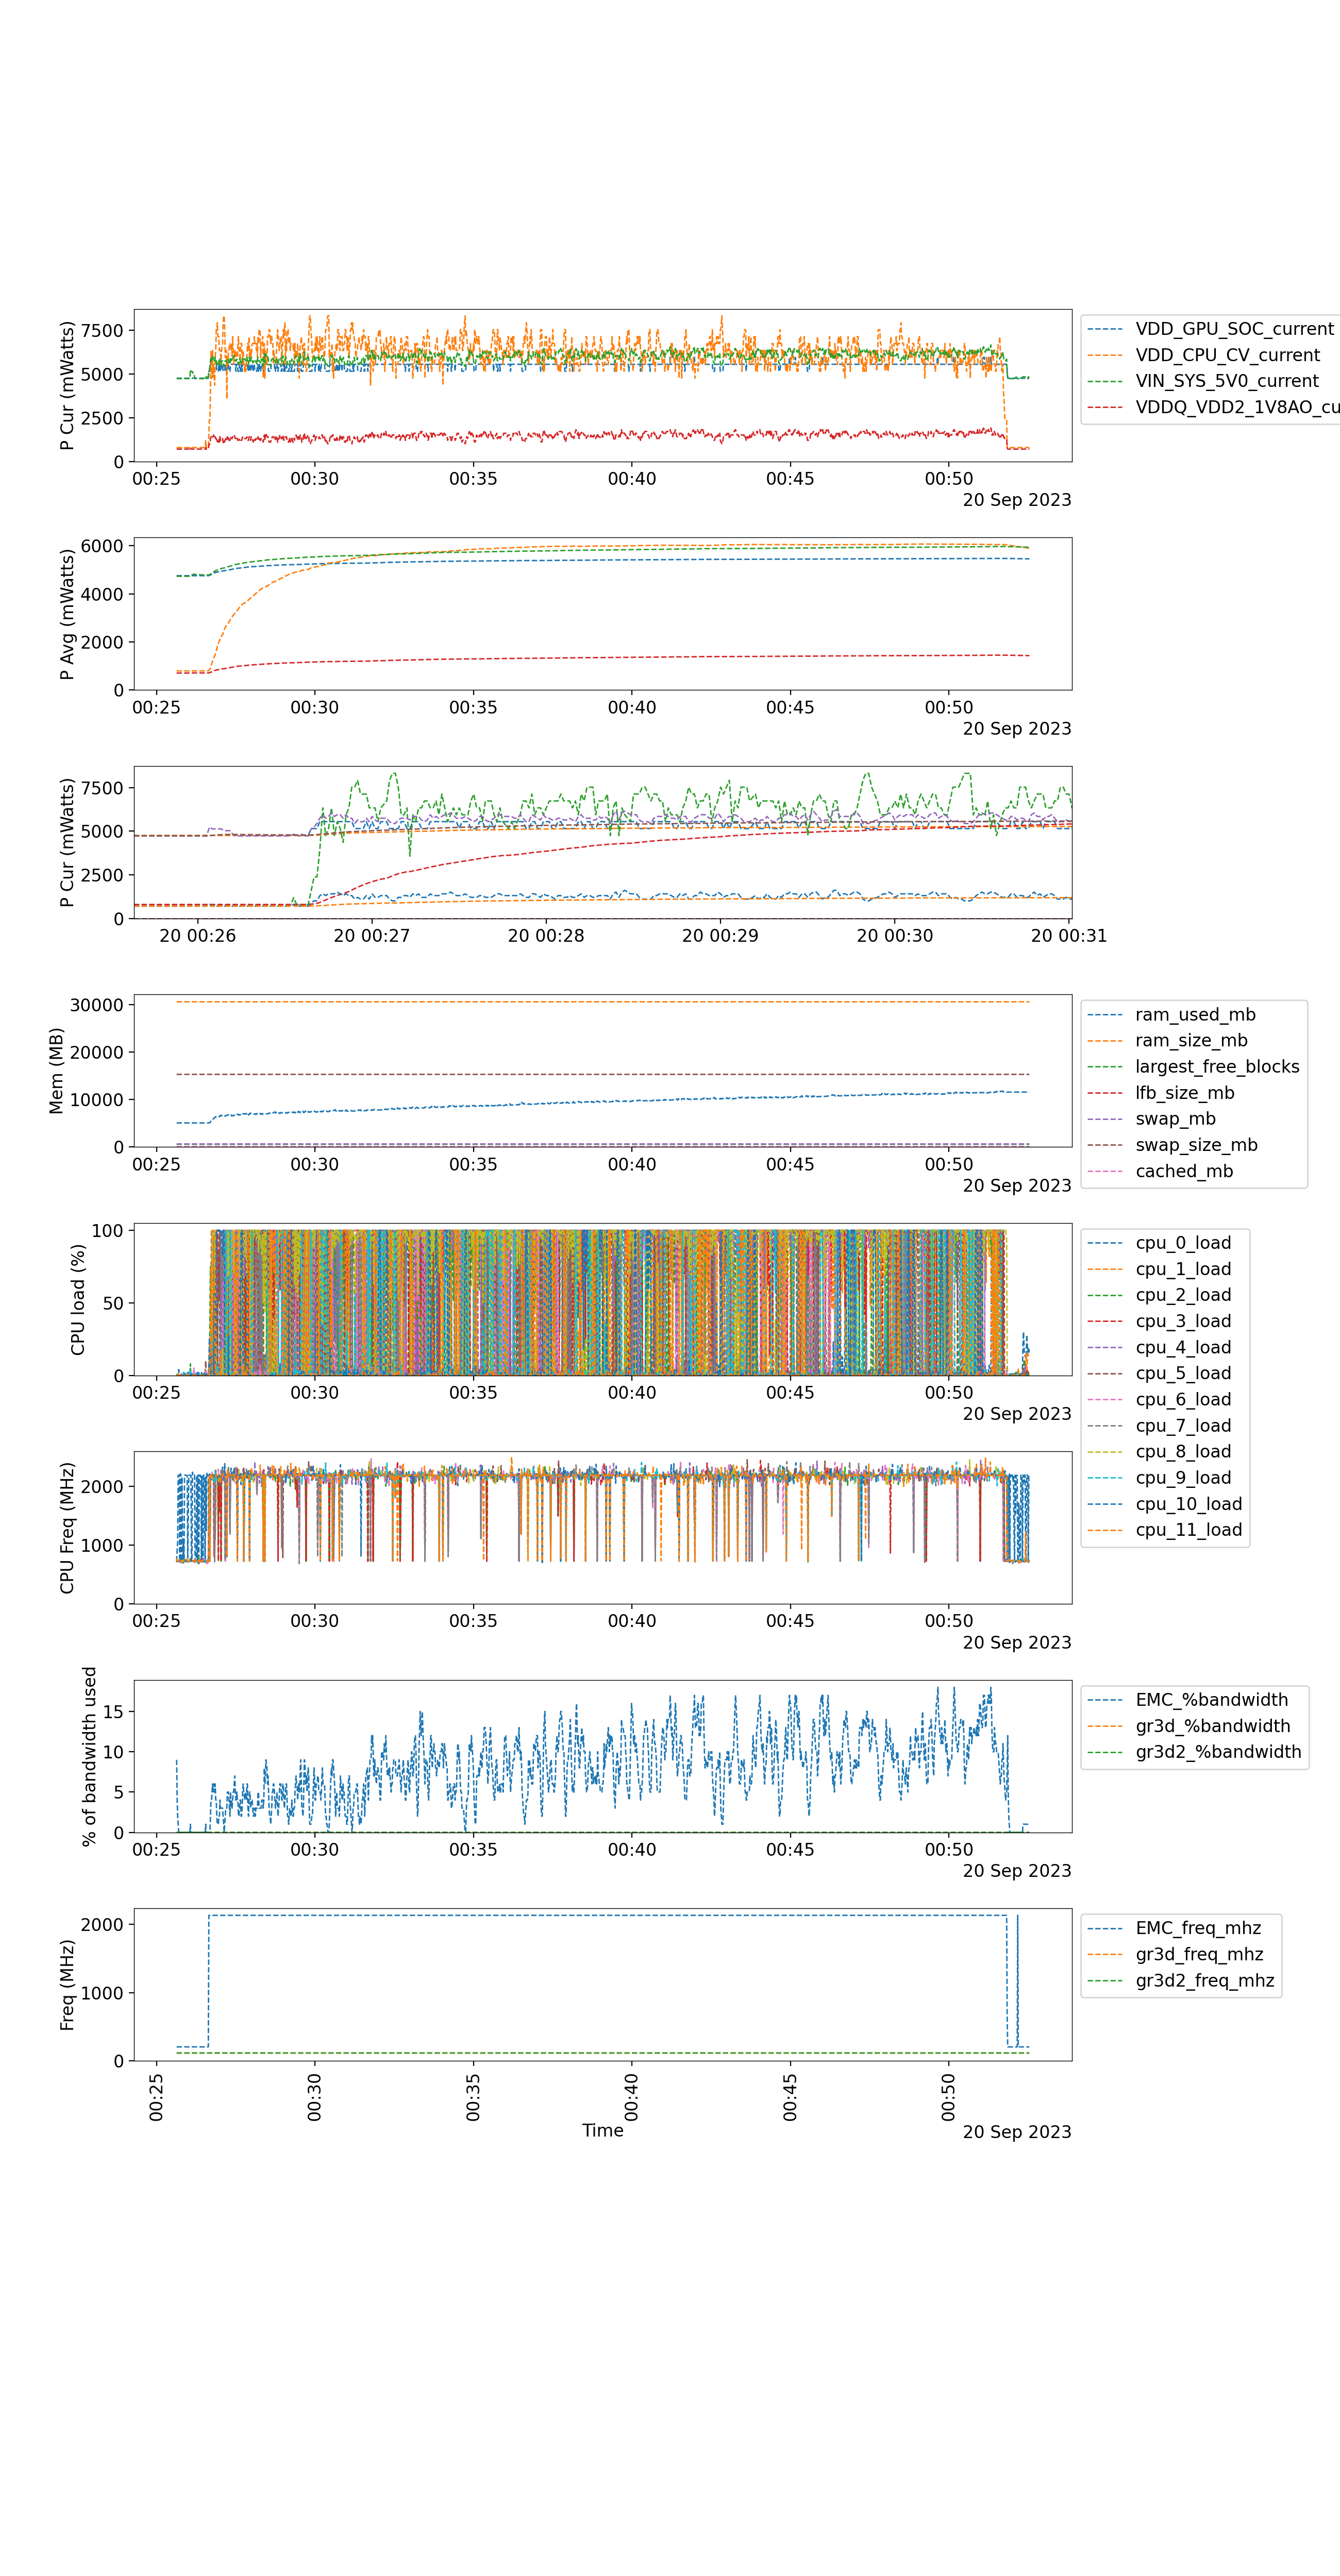 P Cur (mWatts)
7500
5000
2500
0
00:25 00:30 00:35 00:40 00:45 00:50
20 Sep 2023
VDD_GPU_SOC_current
VDD_CPU_CV_current
VIN_SYS_5V0_current
VDDQ_VDD2_1V8AO_cu
P Avg (mWatts)
6000
4000
2000
0
00:25 00:30 00:35 00:40 00:45 00:50
20 Sep 2023
P Cur (mWatts)
7500
5000
2500
0
20 00:26 20 00:27 20 00:28 20 00:29 20 00:30 20 00:31
Mem (MB)
30000
20000
10000
0
00:25 00:30 00:35 00:40 00:45 00:50
20 Sep 2023
ram_used_mb
ram_size_mb
largest_free_blocks
lfb_size_mb
swap_mb
swap_size_mb
cached_mb
CPU load (%)
100
50
0
00:25 00:30 00:35 00:40 00:45 00:50
20 Sep 2023
cpu_0_load
cpu_1_load
cpu_2_load
cpu_3_load
cpu_4_load
cpu_5_load
cpu_6_load
cpu_7_load
cpu_8_load
cpu_9_load
cpu_10_load
cpu_11_load
CPU Freq (MHz)
2000
1000
0
00:25 00:30 00:35 00:40 00:45 00:50
20 Sep 2023
% of bandwidth used
15
10
5
0
00:25 00:30 00:35 00:40 00:45 00:50
20 Sep 2023
EMC_%bandwidth
gr3d_%bandwidth
gr3d2_%bandwidth
Freq (MHz)
2000
1000
0
00:25 00:30 00:35 00:40 00:45 00:50
Time
20 Sep 2023
EMC_freq_mhz
gr3d_freq_mhz
gr3d2_freq_mhz